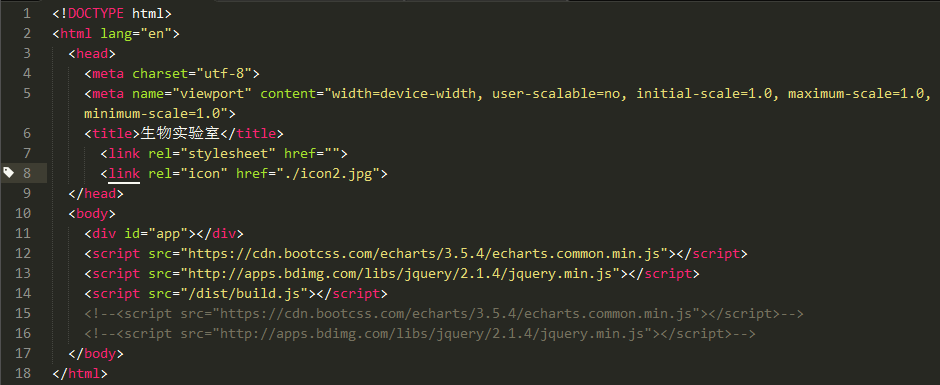 1 <!DOCTYPE html>
2 <html lang="en">
3 <head>
4 <meta charset="utf-8">
5 <meta name="viewport" content="width=device-width, user-scalable=no, initial-scale=1.0, maximum-scale=1.0,
minimum-scale=1.0">
6 <title>生物实验室</title>
7 <link rel="stylesheet" href="">
8 <link rel="icon" href="./icon2.jpg">
9 </head>
10 <body>
11 <div id="app"></div>
12 <script src="https://cdn.bootcss.com/echarts/3.5.4/echarts.common.min.js"></script>
13 <script src="http://apps.bdimg.com/libs/jquery/2.1.4/jquery.min.js"></script>
14 <script src="/dist/build.js"></script>
15 <!--<script src="https://cdn.bootcss.com/echarts/3.5.4/echarts.common.min.js"></script>-->
16 <!--<script src="http://apps.bdimg.com/libs/jquery/2.1.4/jquery.min.js"></script>-->
17 </body>
18 </html>